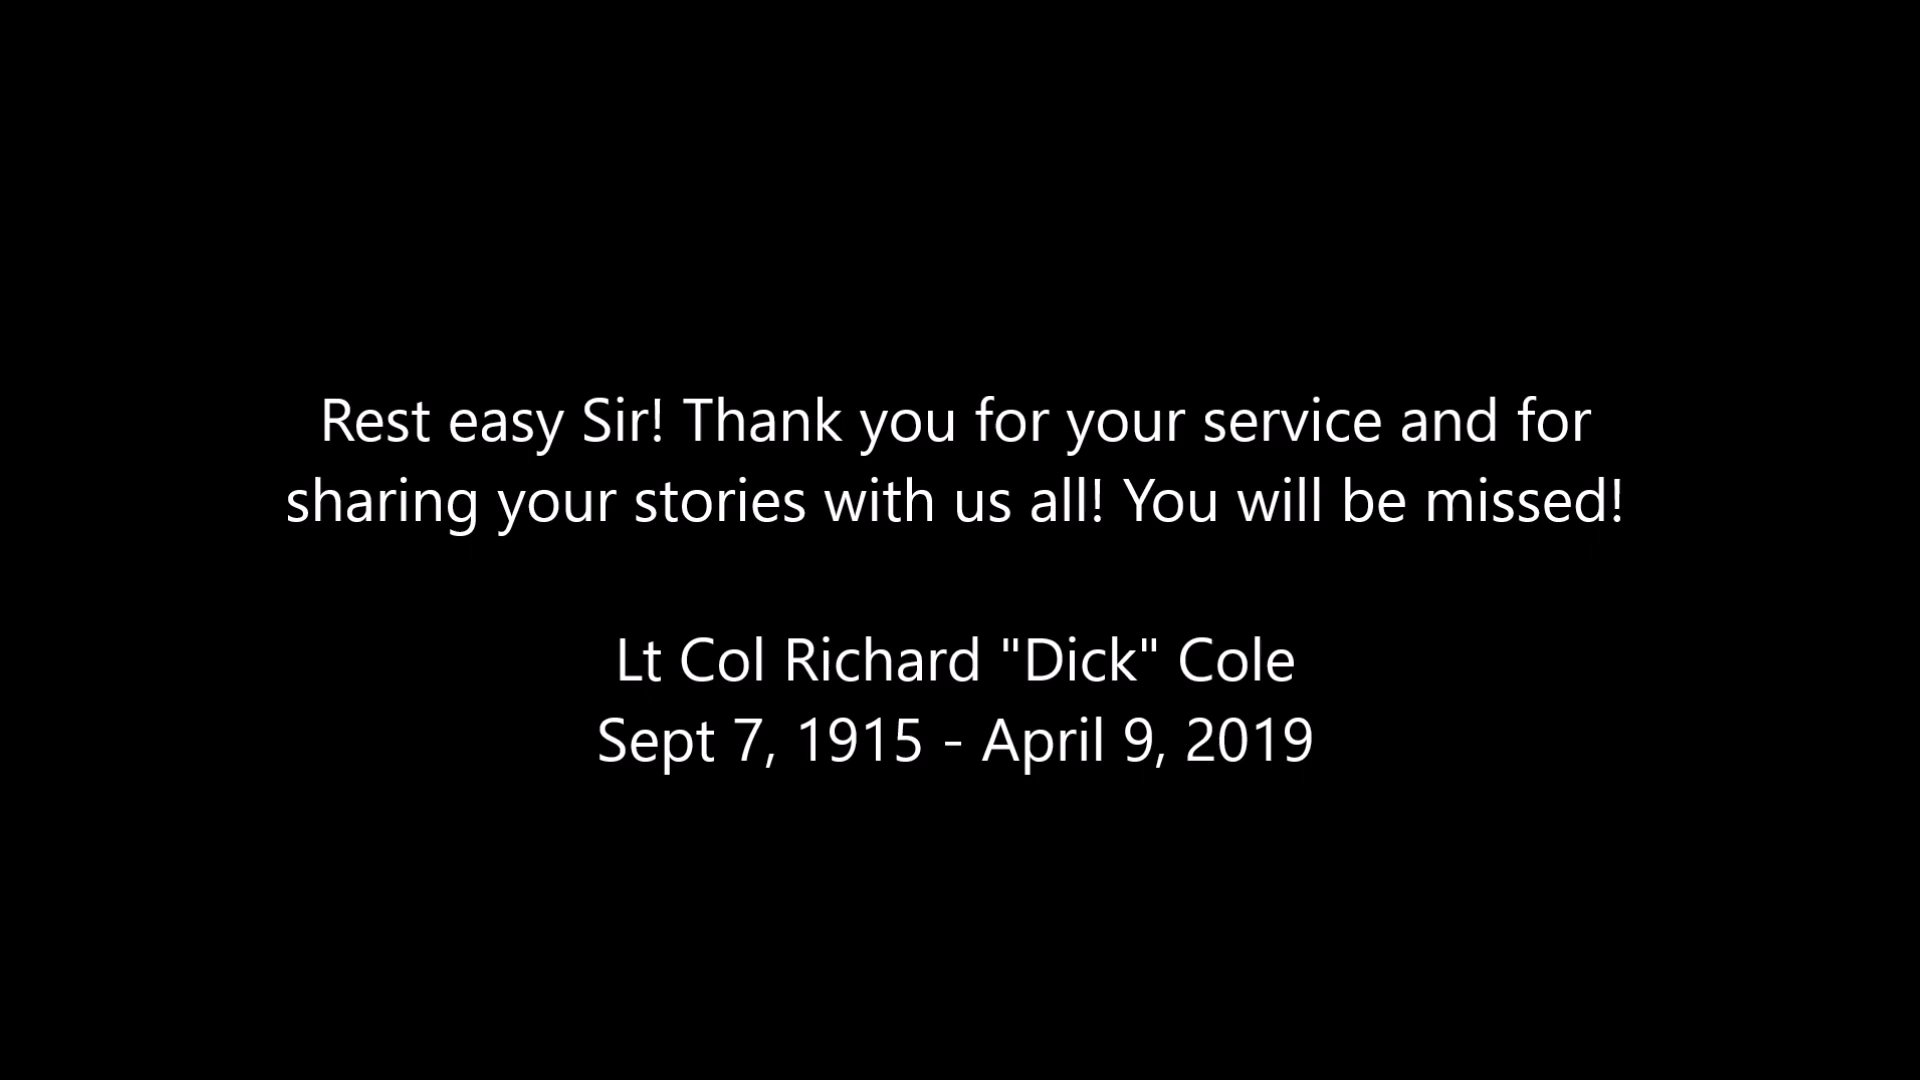 Rest easy Sir! Thank you for your service and for
sharing your stories with us all! You will be missed!
Lt Col Richard "Dick" Cole
Sept 7, 1915 - April 9, 2019